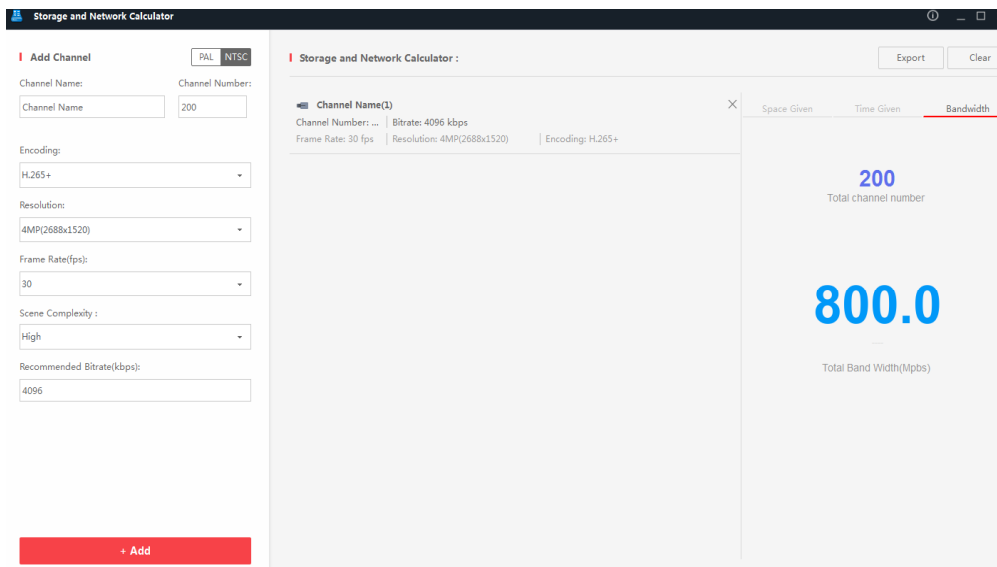 Storage and Network Calculator
Add Channel PAL NTSC
Channel Name: Channel Number:
Channel Name 200
Encoding:
H.265+
Resolution:
4MP(2688x1520)
Frame Rate(fps):
30
Scene Complexity :
High
Recommended Bitrate(kbps):
4096
+ Add
Storage and Network Calculator :
Export Clear
Channel Name(1)
Channel Number: ... Bitrate: 4096 kbps
Frame Rate: 30 fps Resolution: 4MP(2688x1520) Encoding: H.265+
Space Given Time Given Bandwidth
200
Total channel number
800.0
Total Band Width(Mpbs)